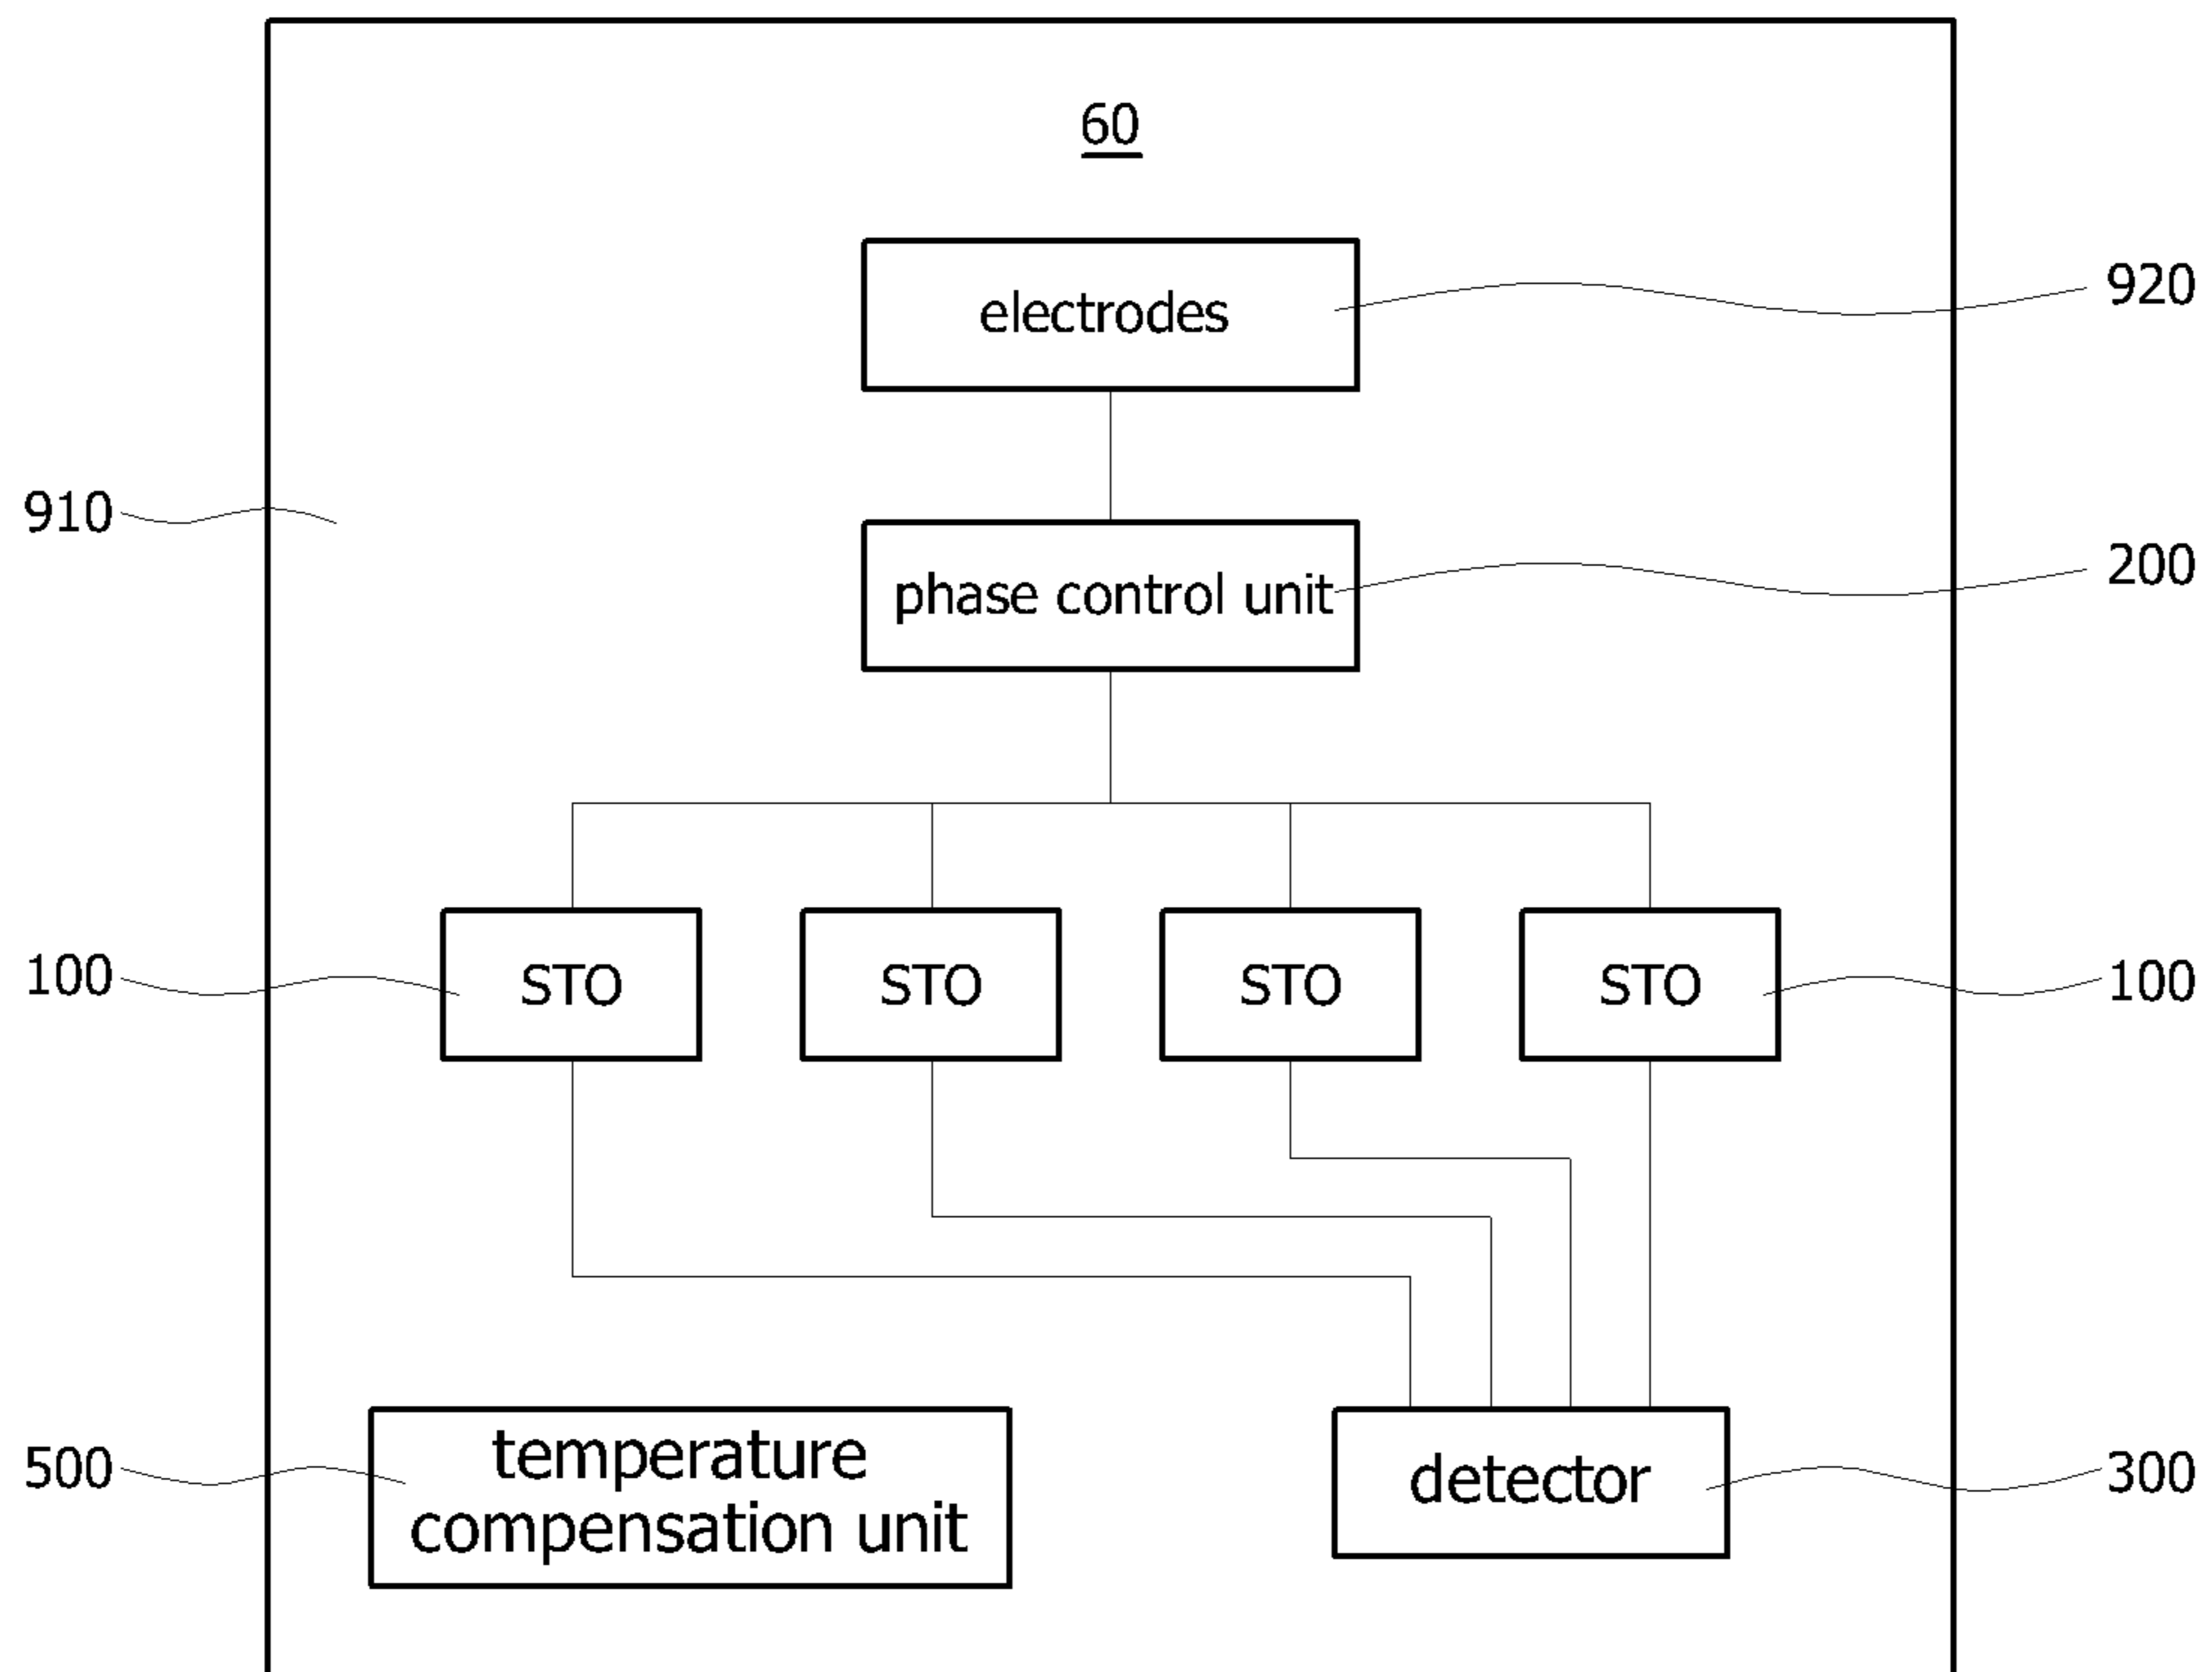 60
electrodes
920
910
phase control unit
200
100
STO
STO
STO
STO
100
500
temperature
compensation unit
detector
300